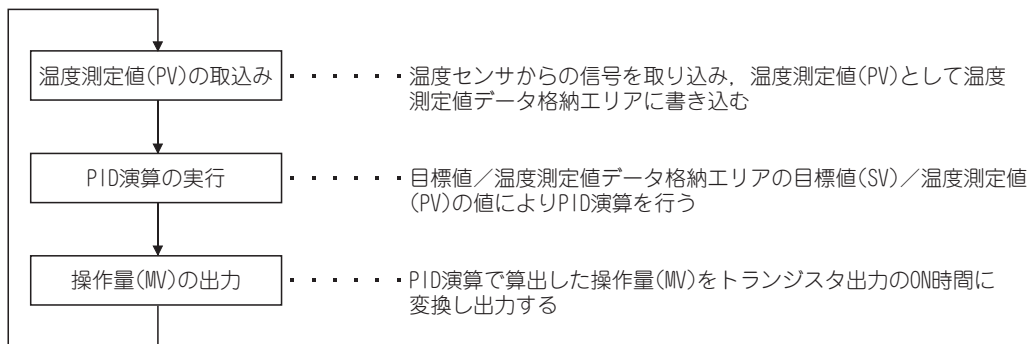 温度測定値(PV)の取込み・・・・・・温度センサからの信号を取り込み，温度測定値(PV)として温度
測定値データ格納エリアに書き込む
PID演算の実行・・・・・・目標値／温度測定値データ格納エリアの目標値(SV)／温度測定値
(PV)の値によりPID演算を行う
操作量(MV)の出力・・・・・・PID演算で算出した操作量(MV)をトランジスタ出力のON時間に
変換し出力する